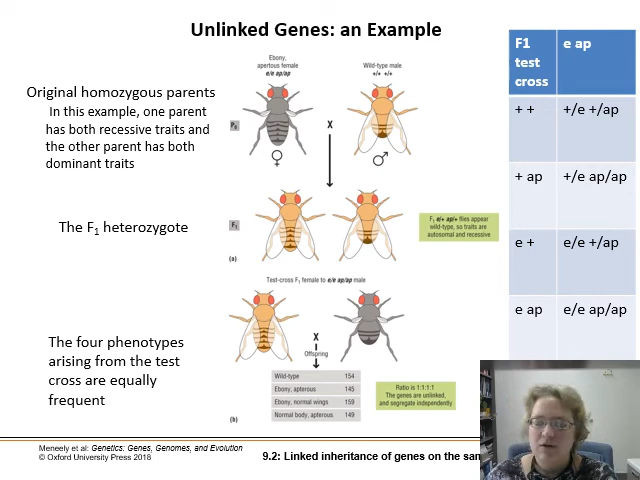 Unlinked Genes: an Example
Original homozygous parents
In this example, one parent
has both recessive traits and
the other parent has both
dominant traits
The F1 heterozygote
The four phenotypes
arising from the test
cross are equally
frequent
Ebony,
apertous female
e/e ap/ap
Wild-type male
+/+ +/+
P0
X
♀
♂
F1
F1 e/+ ap/+ flies appear
wild-type, so traits are
autosomal and recessive
(a)
Test-cross F1 female to e/e ap/ap male
X
Offspring
Wild-type 154
Ebony, apterous 145
Ebony, normal wings 159
Normal body, apterous 149
Ratio is 1:1:1:1
The genes are unlinked,
and segregate independently.
(b)
F1 test cross e ap
+ + +/e +/ap
+ ap +/e ap/ap
e + e/e +/ap
e ap e/e ap/ap
Meneely et al: Genetics: Genes, Genomes, and Evolution
© Oxford University Press 2018
9.2: Linked inheritance of genes on the